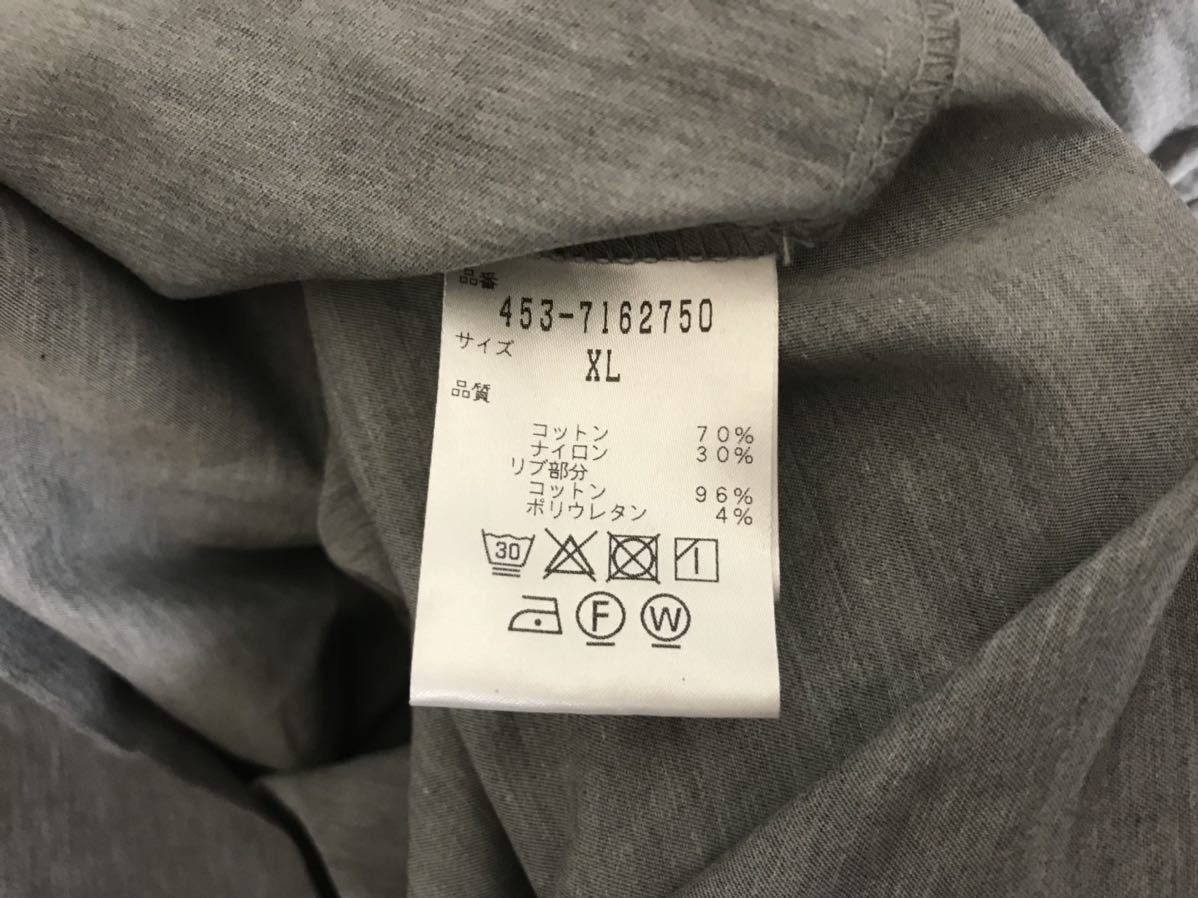 品番
453-7162750
サイズ
XL
品質
コットン 70%
ナイロン 30%
リブ部分
コットン 96%
ポリウレタン 4%
30
F W